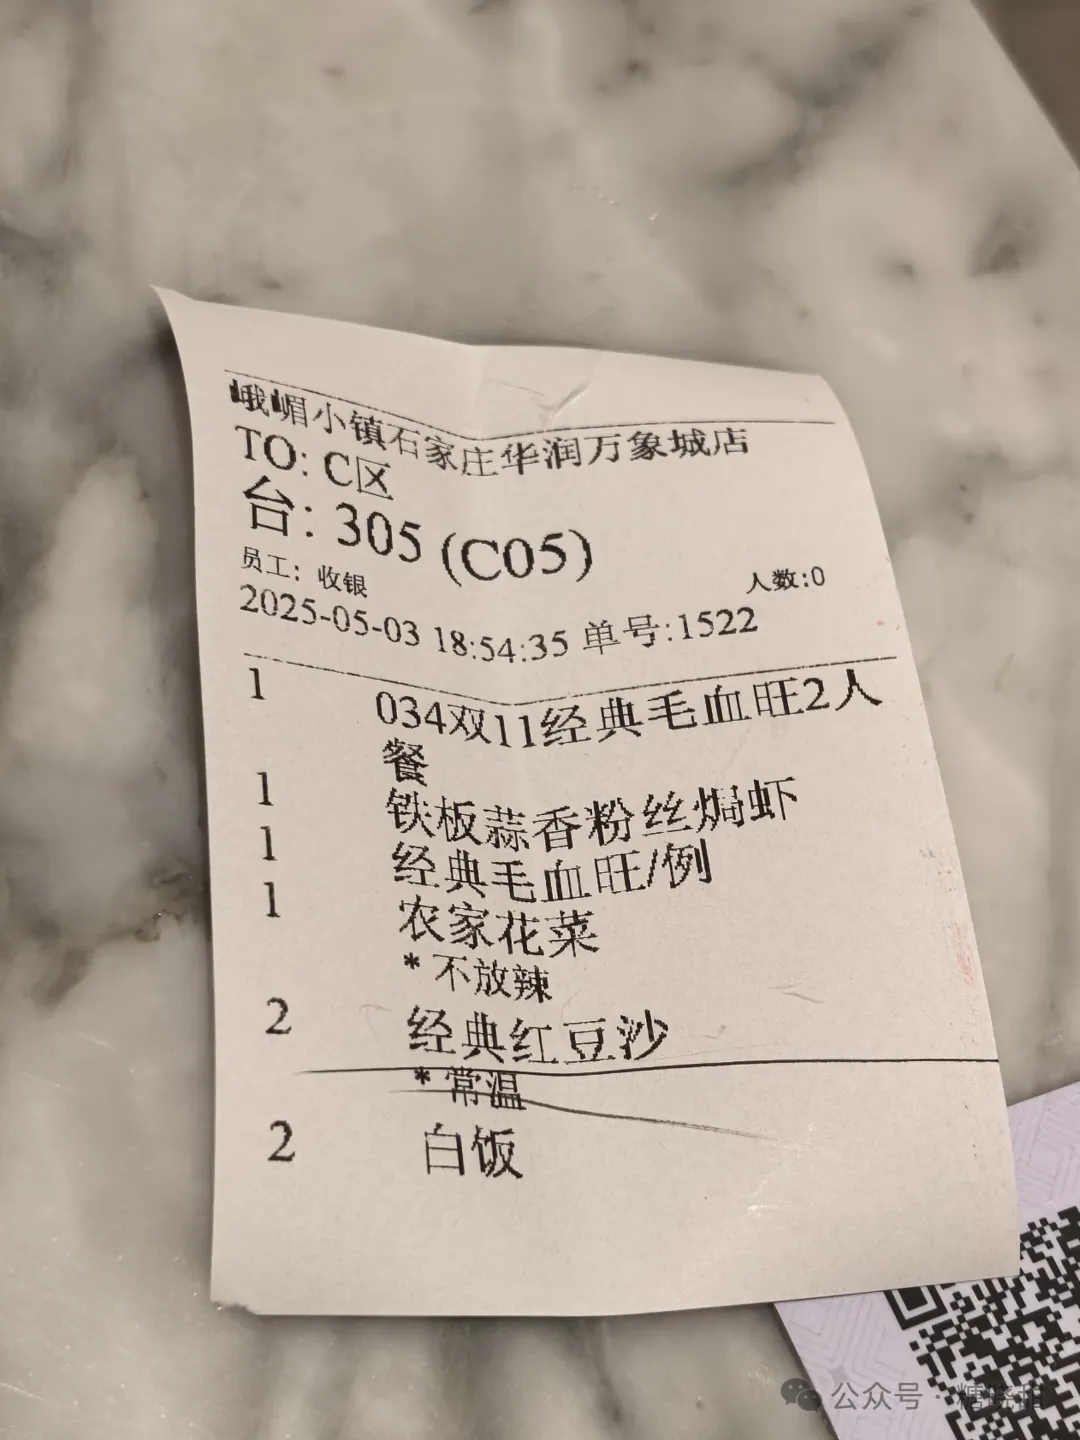 峨嵋小镇石家庄华润万象城店
TO: C区
台: 305 (C05)
员工: 收银 人数:0
2025-05-03 18:54:35 单号:1522
1 034双11经典毛血旺2人
餐
1 铁板蒜香粉丝焗虾
1 经典毛血旺/例
1 农家花菜
* 不放辣
2 经典红豆沙
* 常温
2 白饭
公众号 · 糖晓甜